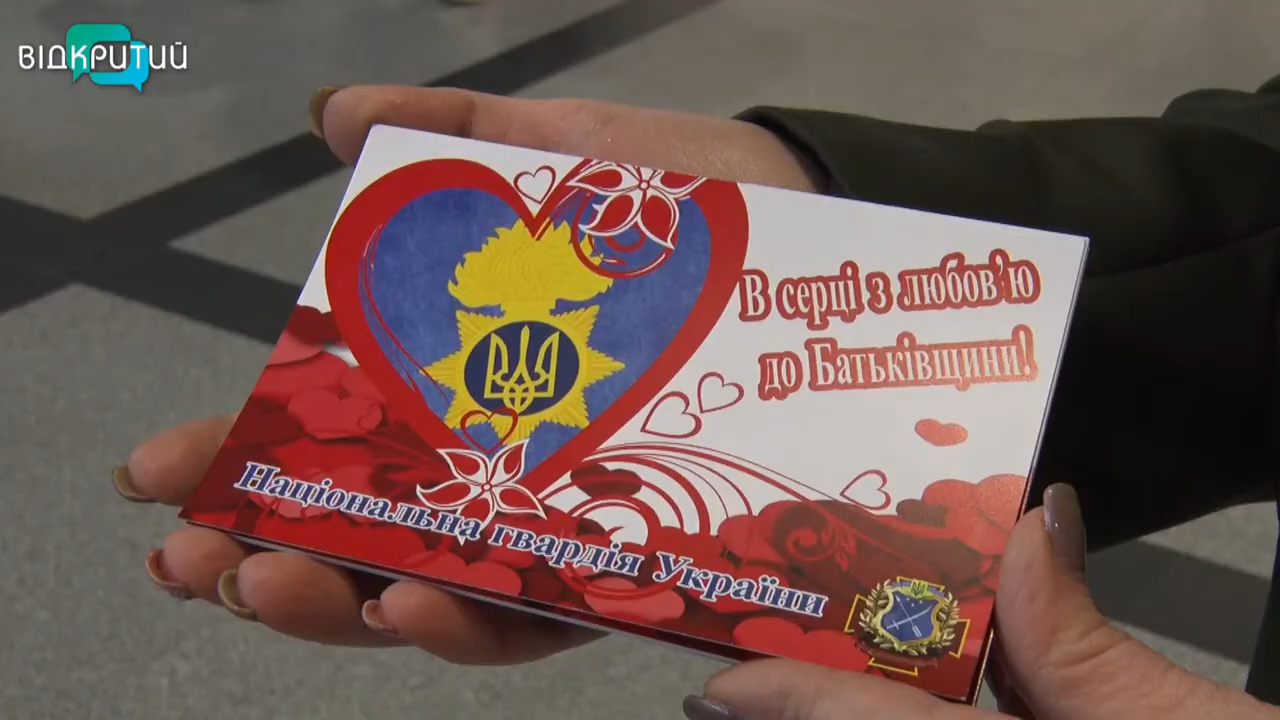 ВІДКРИТИЙ
В серці з любов'ю
до Батьківщини!
Національна гвардія України